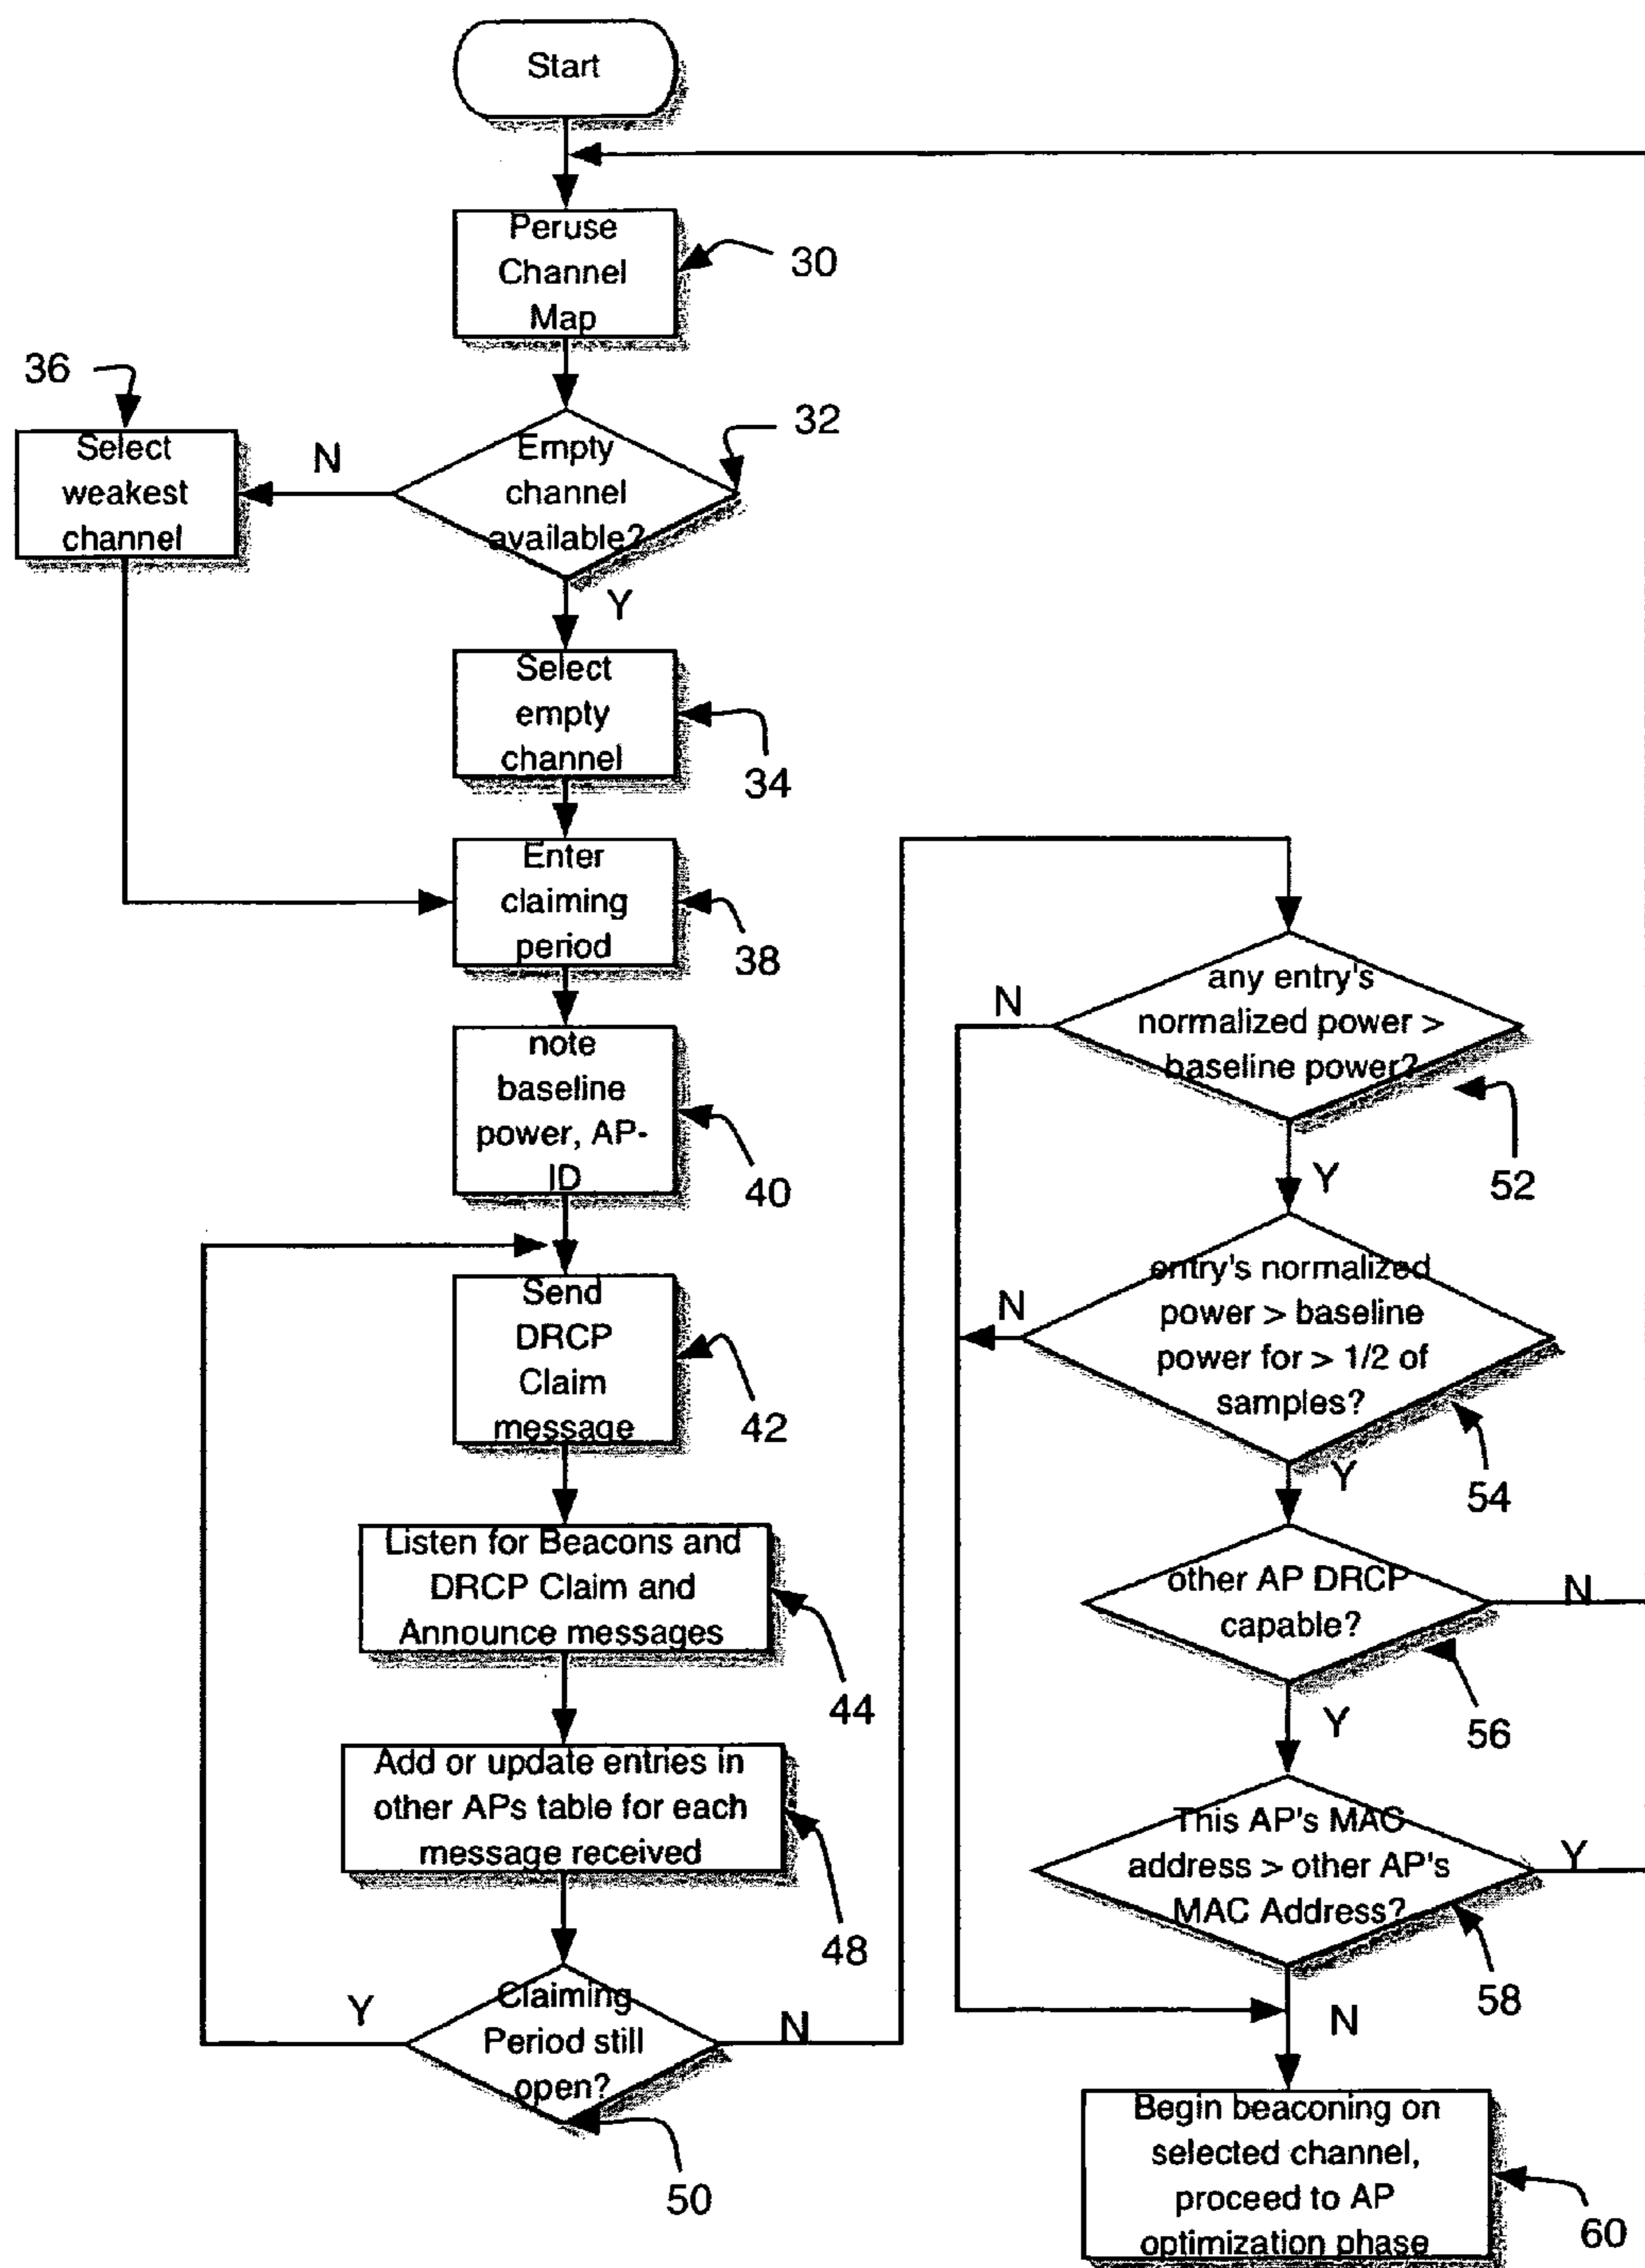 Start
Peruse
Channel
Map
30
36
Select
weakest
channel
N
Empty
channel
available?
32
Y
Select
empty
channel
34
Enter
claiming
period
38
note
baseline
power, AP-
ID
40
Send
DRCP
Claim
message
42
Listen for Beacons and
DRCP Claim and
Announce messages
44
Add or update entries in
other APs table for each
message received
48
Y
Claiming
Period still
open?
N
50
any entry's
normalized power >
baseline power?
N
52
Y
entry's normalized
power > baseline
power for > 1/2 of
samples?
N
54
Y
other AP DRCP
capable?
N
56
Y
This AP's MAC
address > other AP's
MAC Address?
Y
58
N
Begin beaconing on
selected channel,
proceed to AP
optimization phase
60